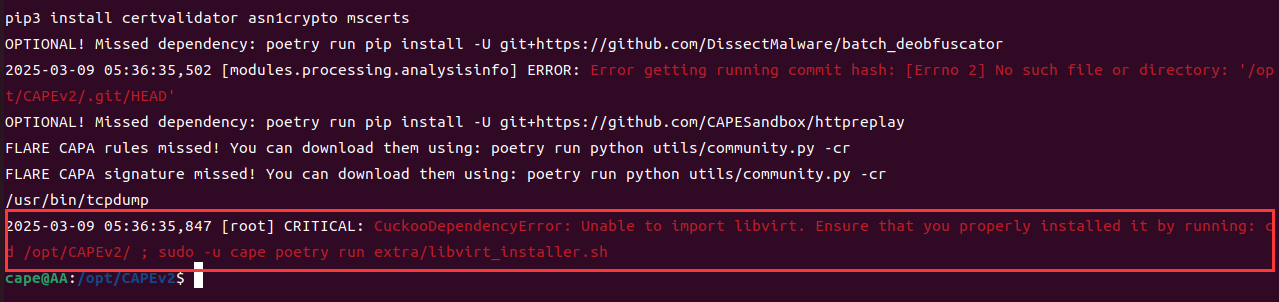 pip3 install certvalidator asn1crypto mscerts
OPTIONAL! Missed dependency: poetry run pip install -U git+https://github.com/DissectMalware/batch_deobfuscator
2025-03-09 05:36:35,502 [modules.processing.analysisinfo] ERROR: Error getting running commit hash: [Errno 2] No such file or directory: '/op
t/CAPEv2/.git/HEAD'
OPTIONAL! Missed dependency: poetry run pip install -U git+https://github.com/CAPESandbox/httpreplay
FLARE CAPA rules missed! You can download them using: poetry run python utils/community.py -cr
FLARE CAPA signature missed! You can download them using: poetry run python utils/community.py -cr
/usr/bin/tcpdump
2025-03-09 05:36:35,847 [root] CRITICAL: CuckooDependencyError: Unable to import libvirt. Ensure that you properly installed it by running: c
d /opt/CAPEv2/ ; sudo -u cape poetry run extra/libvirt_installer.sh
cape@AA:/opt/CAPEv2$